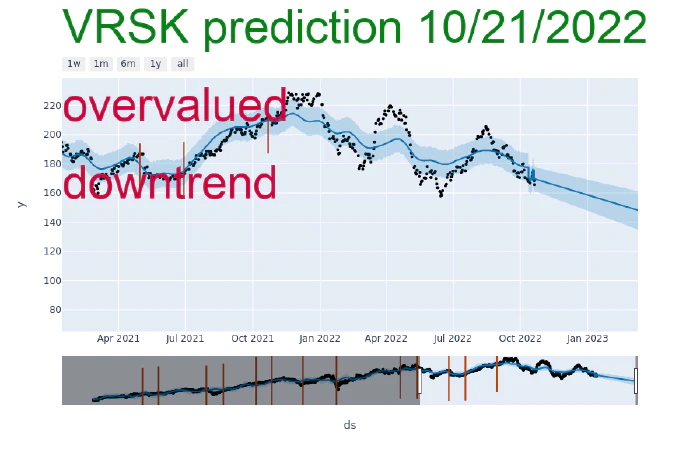 VRSK prediction 10/21/2022
1w 1m 6m 1y all
overvalued
downtrend
220
200
180
160
140
120
100
80
y
Apr 2021 Jul 2021 Oct 2021 Jan 2022 Apr 2022 Jul 2022 Oct 2022 Jan 2023
ds